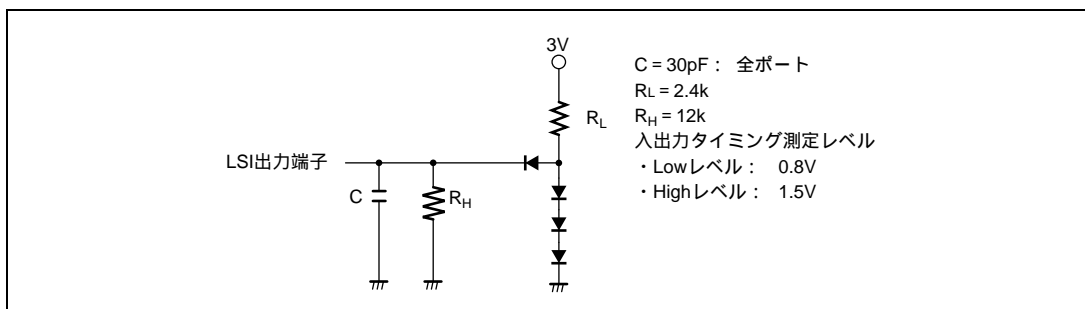 3V
C = 30pF： 全ポート
RL = 2.4k
RL
RH = 12k
入出力タイミング測定レベル
LSI出力端子
・Lowレベル： 0.8V
・Highレベル： 1.5V
C
RH